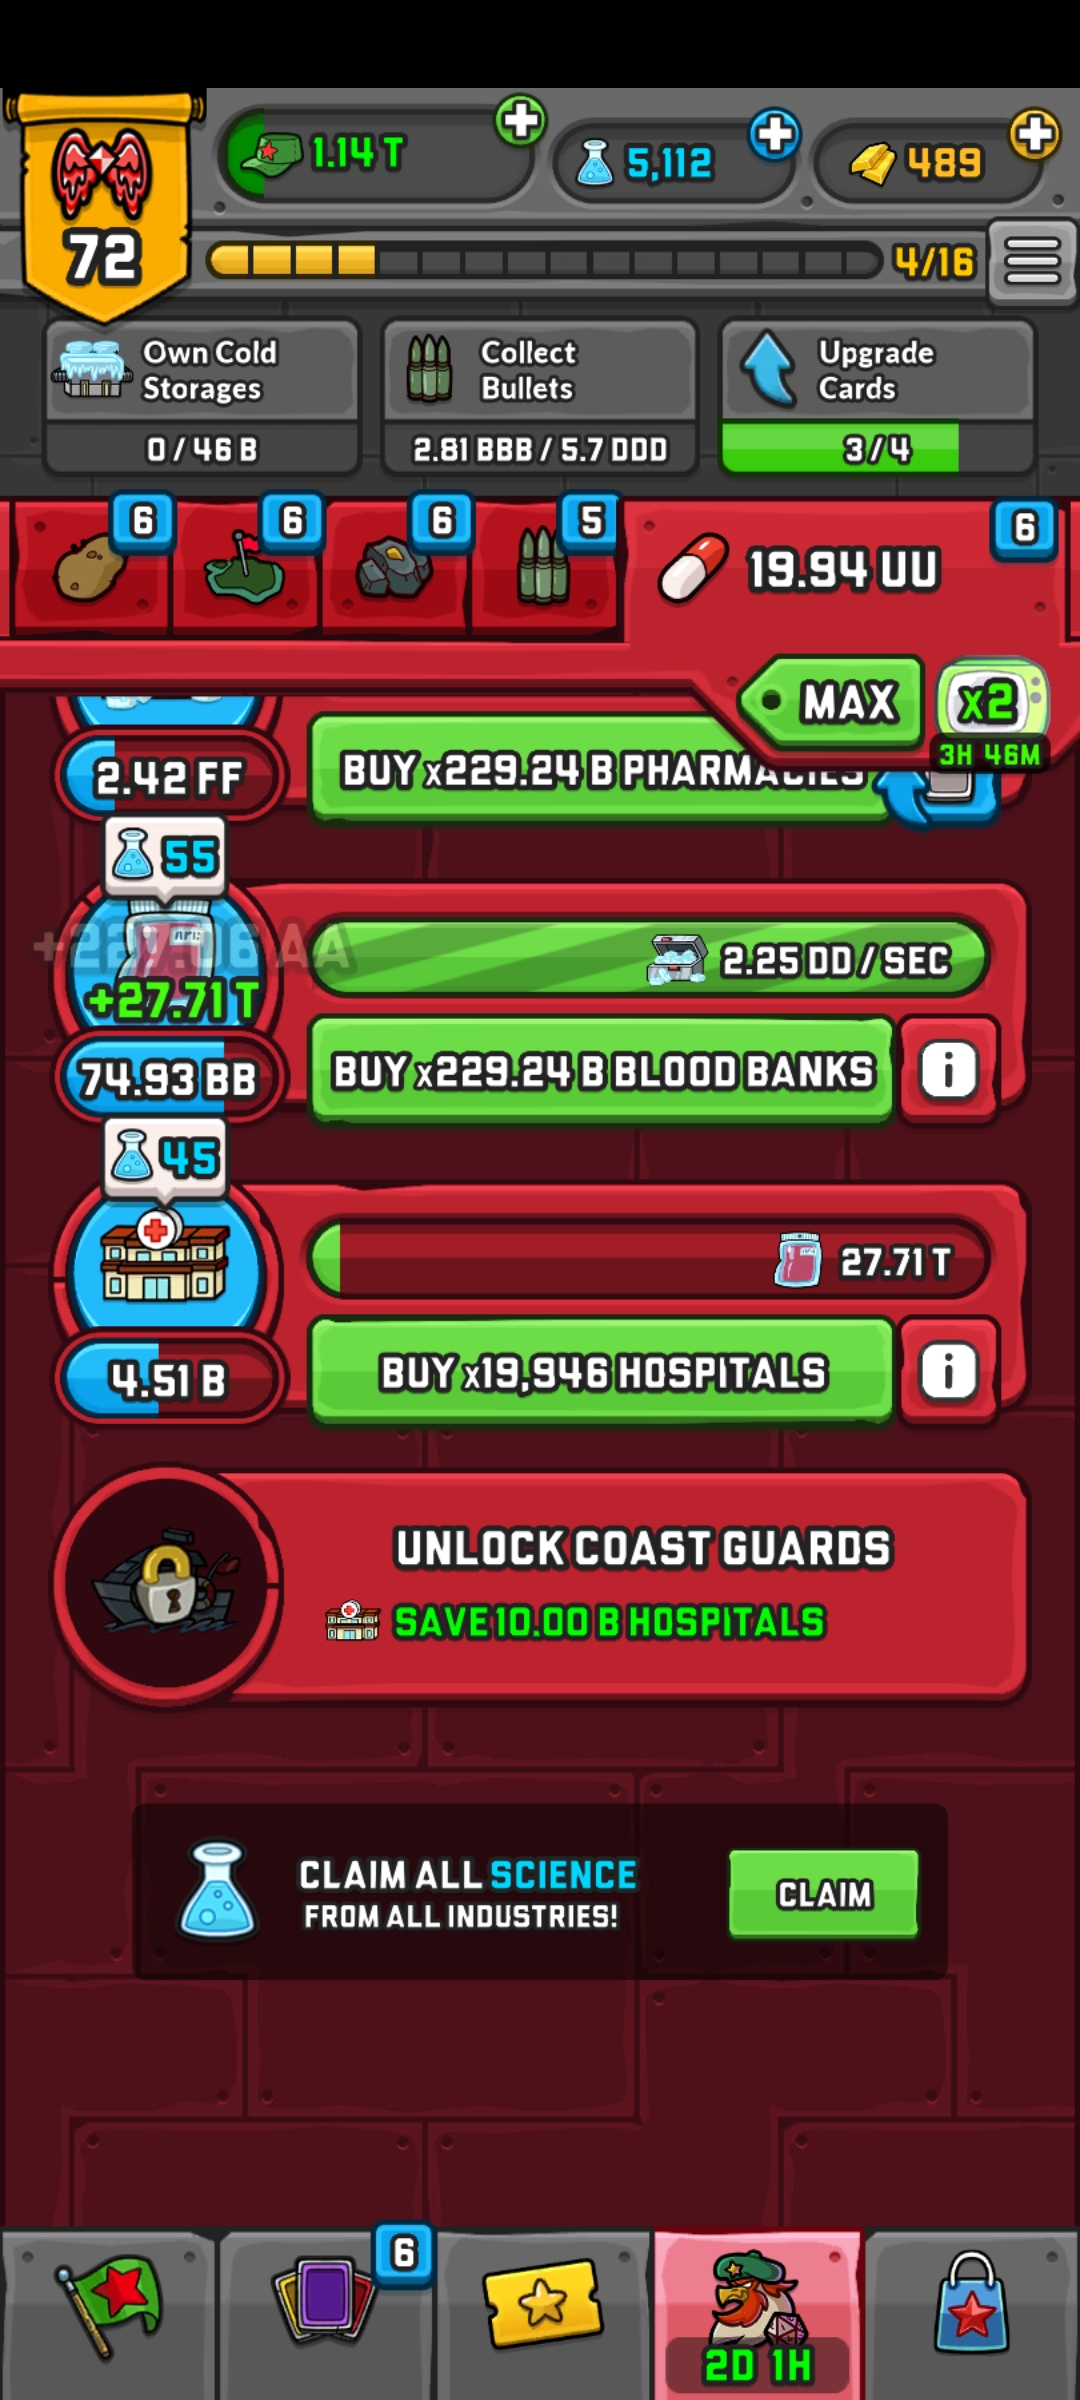 1.14 T
5,112
489
72
4/16
Own Cold
Storages
0 / 46 B
Collect
Bullets
2.81 BBB / 5.7 DDD
Upgrade
Cards
3/4
6
6
6
5
6
19.94 UU
MAX
x2
3H 46M
2.42 FF
BUY x229.24 B PHARMACIES
55
+227.06 AA
+27.71 T
2.25 DD / SEC
74.93 BB
BUY x229.24 B BLOOD BANKS
i
45
27.71 T
4.51 B
BUY x19,946 HOSPITALS
i
UNLOCK COAST GUARDS
SAVE 10.00 B HOSPITALS
CLAIM ALL SCIENCE
FROM ALL INDUSTRIES!
CLAIM
6
2D 1H